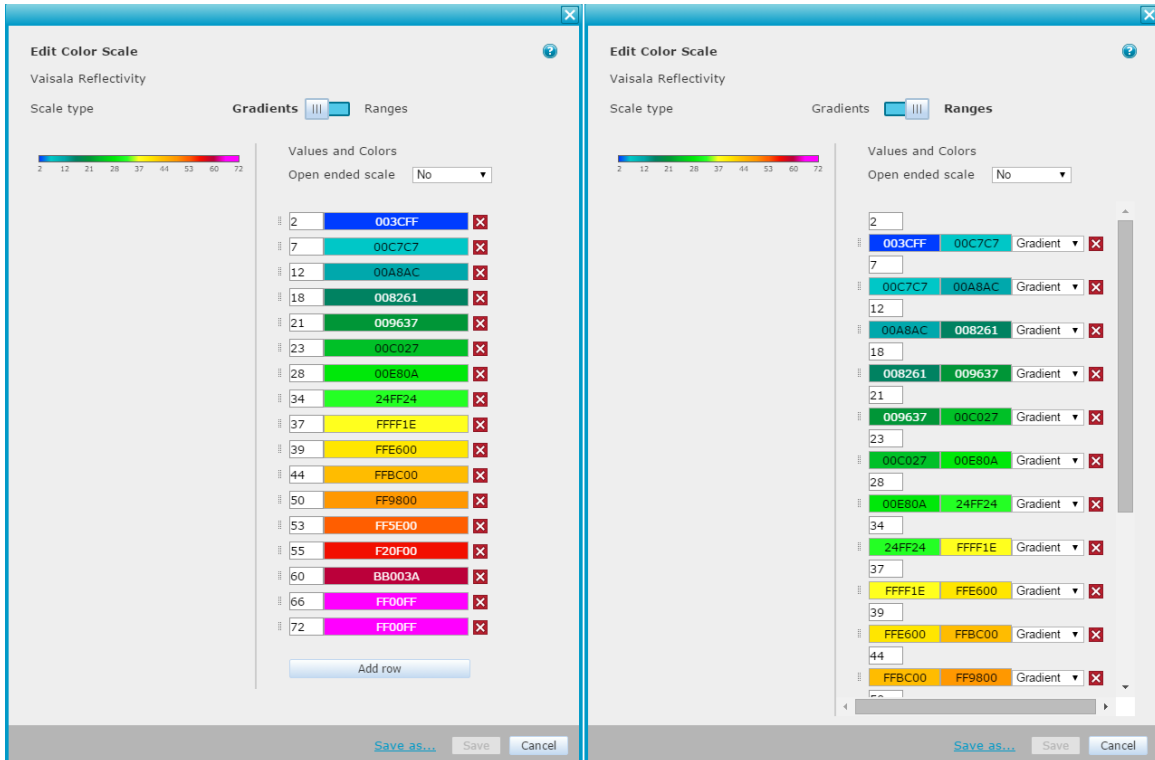 Edit Color Scale
Vaisala Reflectivity
Scale type Gradients Ranges
2 12 21 28 37 44 53 60 72
Values and Colors
Open ended scale No
2 003CFF
7 00C7C7
12 00A8AC
18 008261
21 009637
23 00C027
28 00E80A
34 24FF24
37 FFFF1E
39 FFE600
44 FFBC00
50 FF9800
53 FF5E00
55 F20F00
60 BB003A
66 FF00FF
72 FF00FF
Add row
Save as... Save Cancel
Edit Color Scale
Vaisala Reflectivity
Scale type Gradients Ranges
2 12 21 28 37 44 53 60 72
Values and Colors
Open ended scale No
2
003CFF 00C7C7 Gradient
7
00C7C7 00A8AC Gradient
12
00A8AC 008261 Gradient
18
008261 009637 Gradient
21
009637 00C027 Gradient
23
00C027 00E80A Gradient
28
00E80A 24FF24 Gradient
34
24FF24 FFFF1E Gradient
37
FFFF1E FFE600 Gradient
39
FFE600 FFBC00 Gradient
44
FFBC00 FF9800 Gradient
Save as... Save Cancel